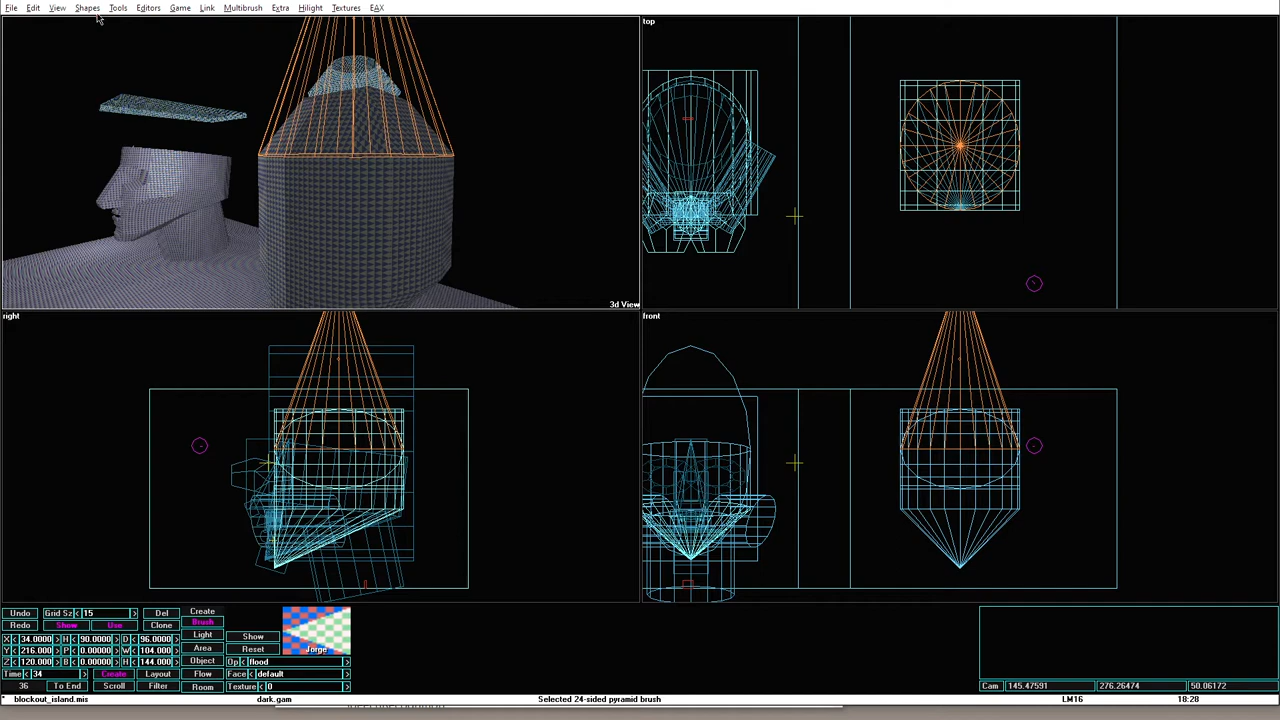 File Edit View Shapes Tools Editors Game Link Multibrush Extra Hilight Textures EAX
3d View
top
right
front
Undo Grid Sz < 15 > Del Create
Redo Show Use Clone Brush
X < 34.0000 > H < 90.0000 > D < 96.0000 > Light Show
Y < 216.000 > P < 0.00000 > W < 104.000 > Area Reset
Z < 120.000 > B < 0.00000 > H < 144.000 > Object Op < flood >
Time < 34 > Create Layout Flow Face < default >
36 To End Scroll Filter Room Texture < 0 >
Jorge
Cam 145.47591 276.26474 50.06172
* blockout_island.mis dark.gam Selected 24-sided pyramid brush LM16 18:28